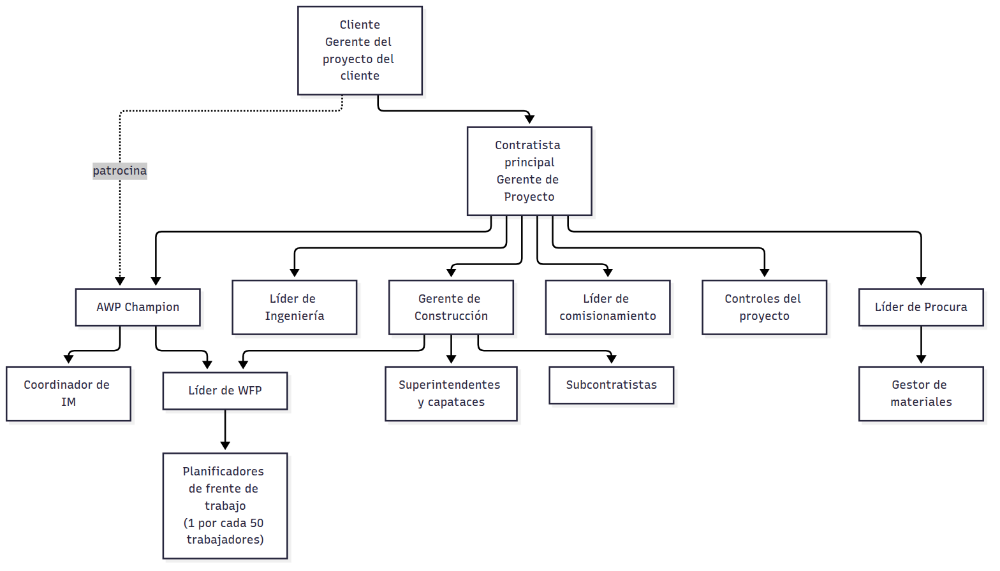 Cliente
Gerente del
proyecto del
cliente
Contratista
principal
Gerente de
Proyecto
patrocina
AWP Champion
Líder de
Ingeniería
Gerente de
Construcción
Líder de
comisionamiento
Controles del
proyecto
Líder de Procura
Coordinador de
IM
Líder de WFP
Superintendentes
y capataces
Subcontratistas
Gestor de
materiales
Planificadores
de frente de
trabajo
(1 por cada 50
trabajadores)